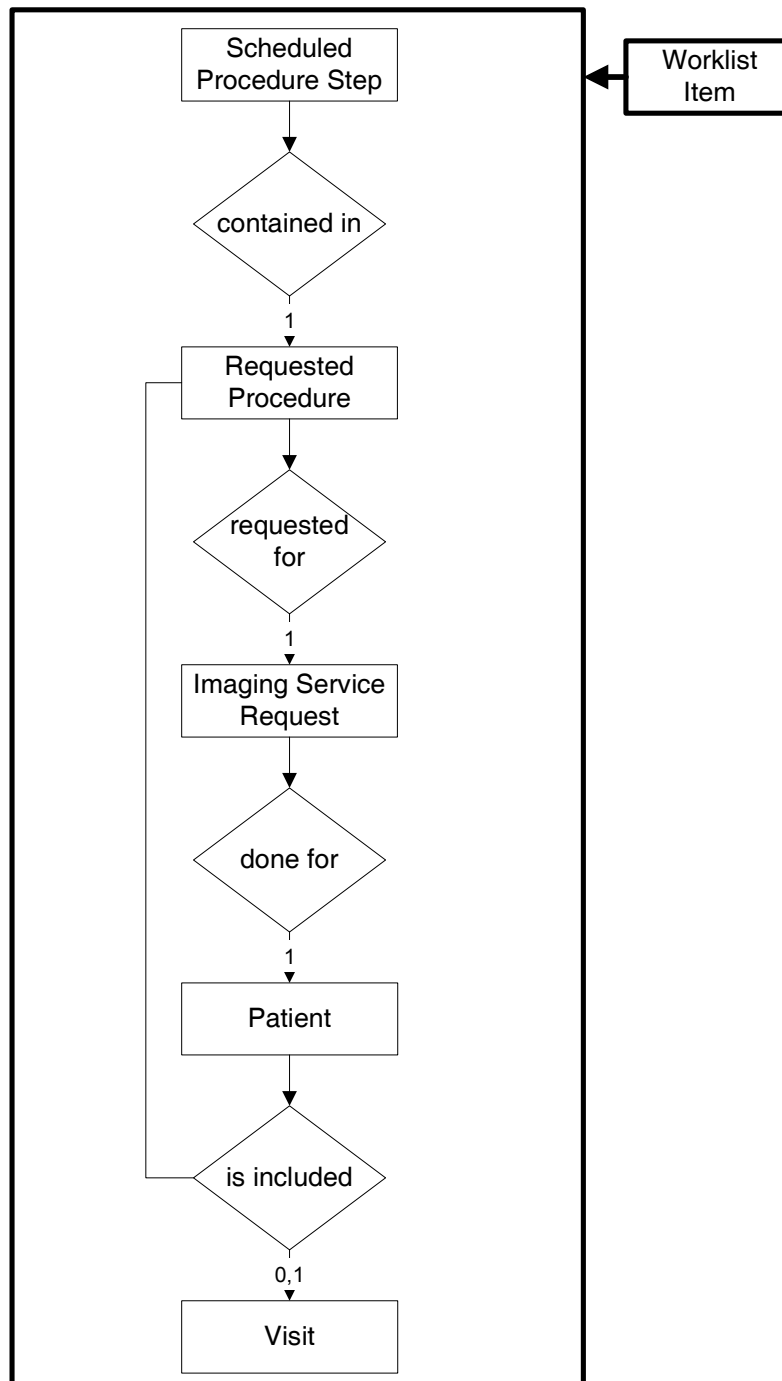 Scheduled
Procedure Step
Worklist
Item
contained in
1
Requested
Procedure
requested
for
1
Imaging Service
Request
done for
1
Patient
is included
0,1
Visit